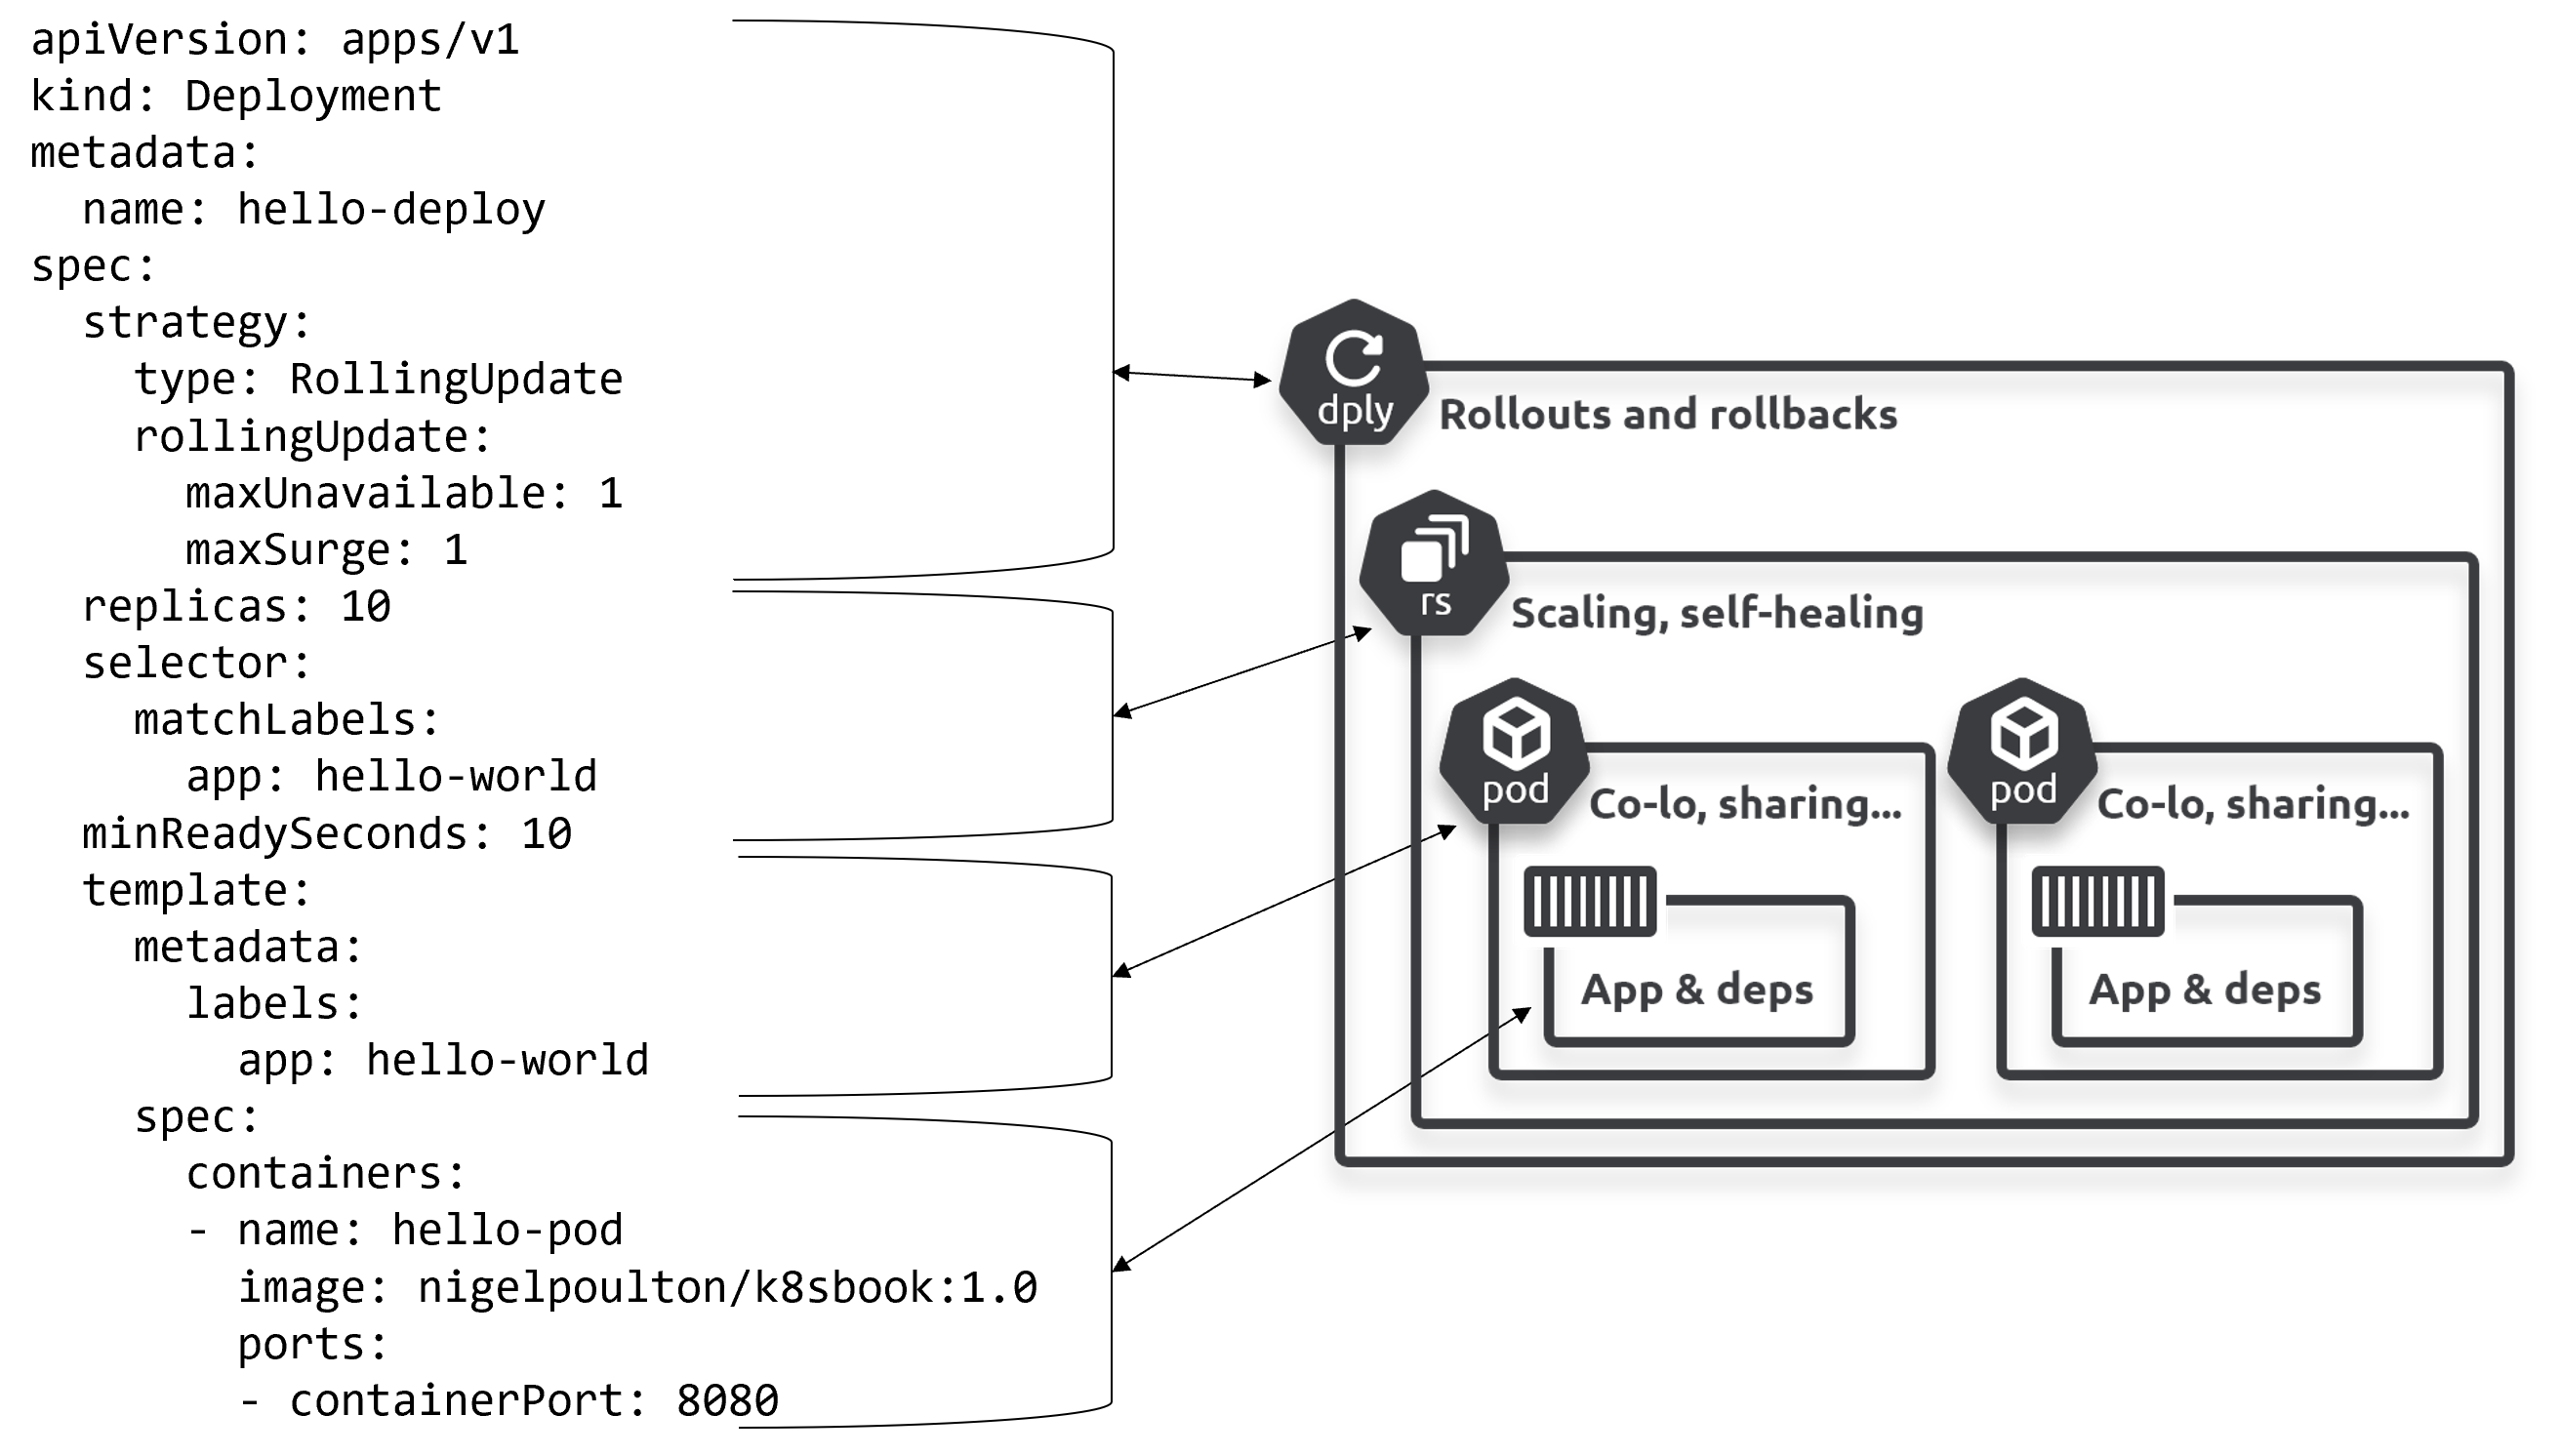 apiVersion: apps/v1
kind: Deployment
metadata:
  name: hello-deploy
spec:
  strategy:
    type: RollingUpdate
    rollingUpdate:
      maxUnavailable: 1
      maxSurge: 1
  replicas: 10
  selector:
    matchLabels:
      app: hello-world
  minReadySeconds: 10
  template:
    metadata:
      labels:
        app: hello-world
    spec:
      containers:
      - name: hello-pod
        image: nigelpoulton/k8sbook:1.0
        ports:
        - containerPort: 8080
dply
Rollouts and rollbacks
rs
Scaling, self-healing
pod
Co-lo, sharing...
App & deps
pod
Co-lo, sharing...
App & deps